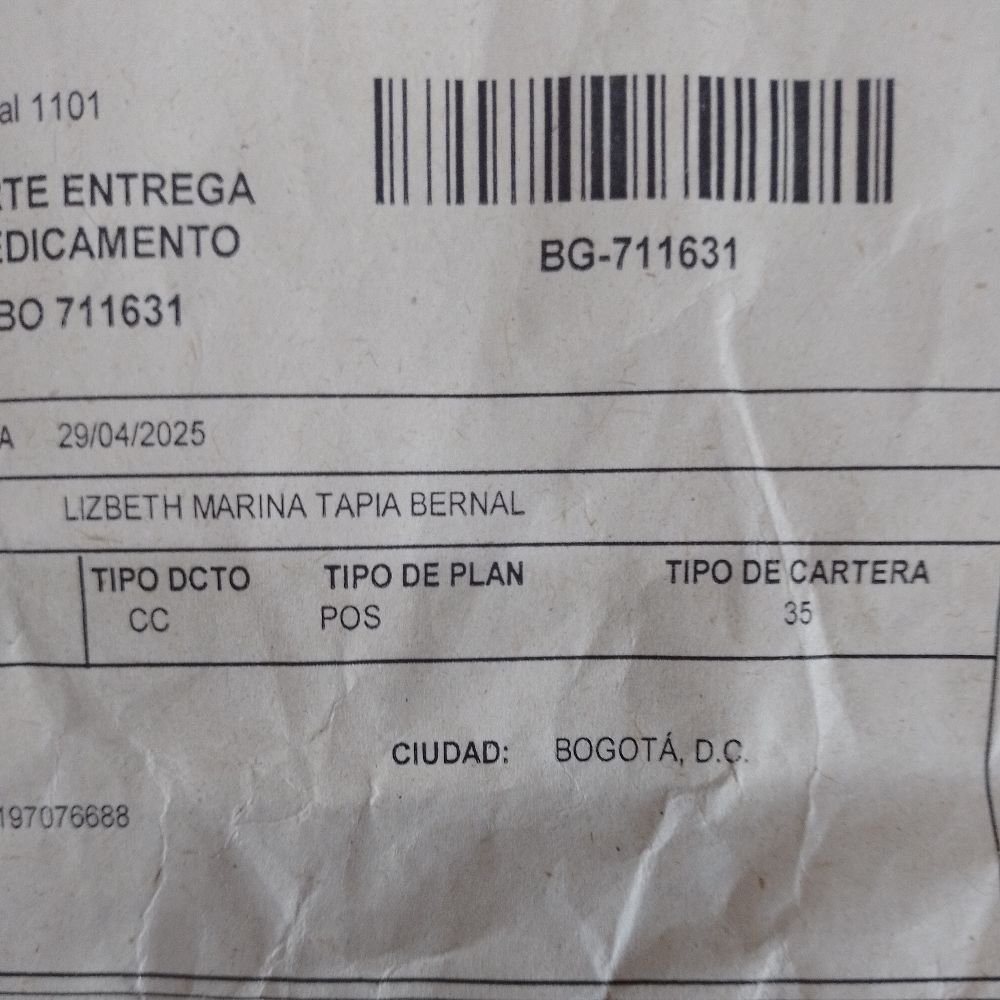 al 1101
RTE ENTREGA
EDICAMENTO
BO 711631
BG-711631
A 29/04/2025
LIZBETH MARINA TAPIA BERNAL
TIPO DCTO TIPO DE PLAN TIPO DE CARTERA
CC POS 35
CIUDAD: BOGOTÁ, D.C.
197076688